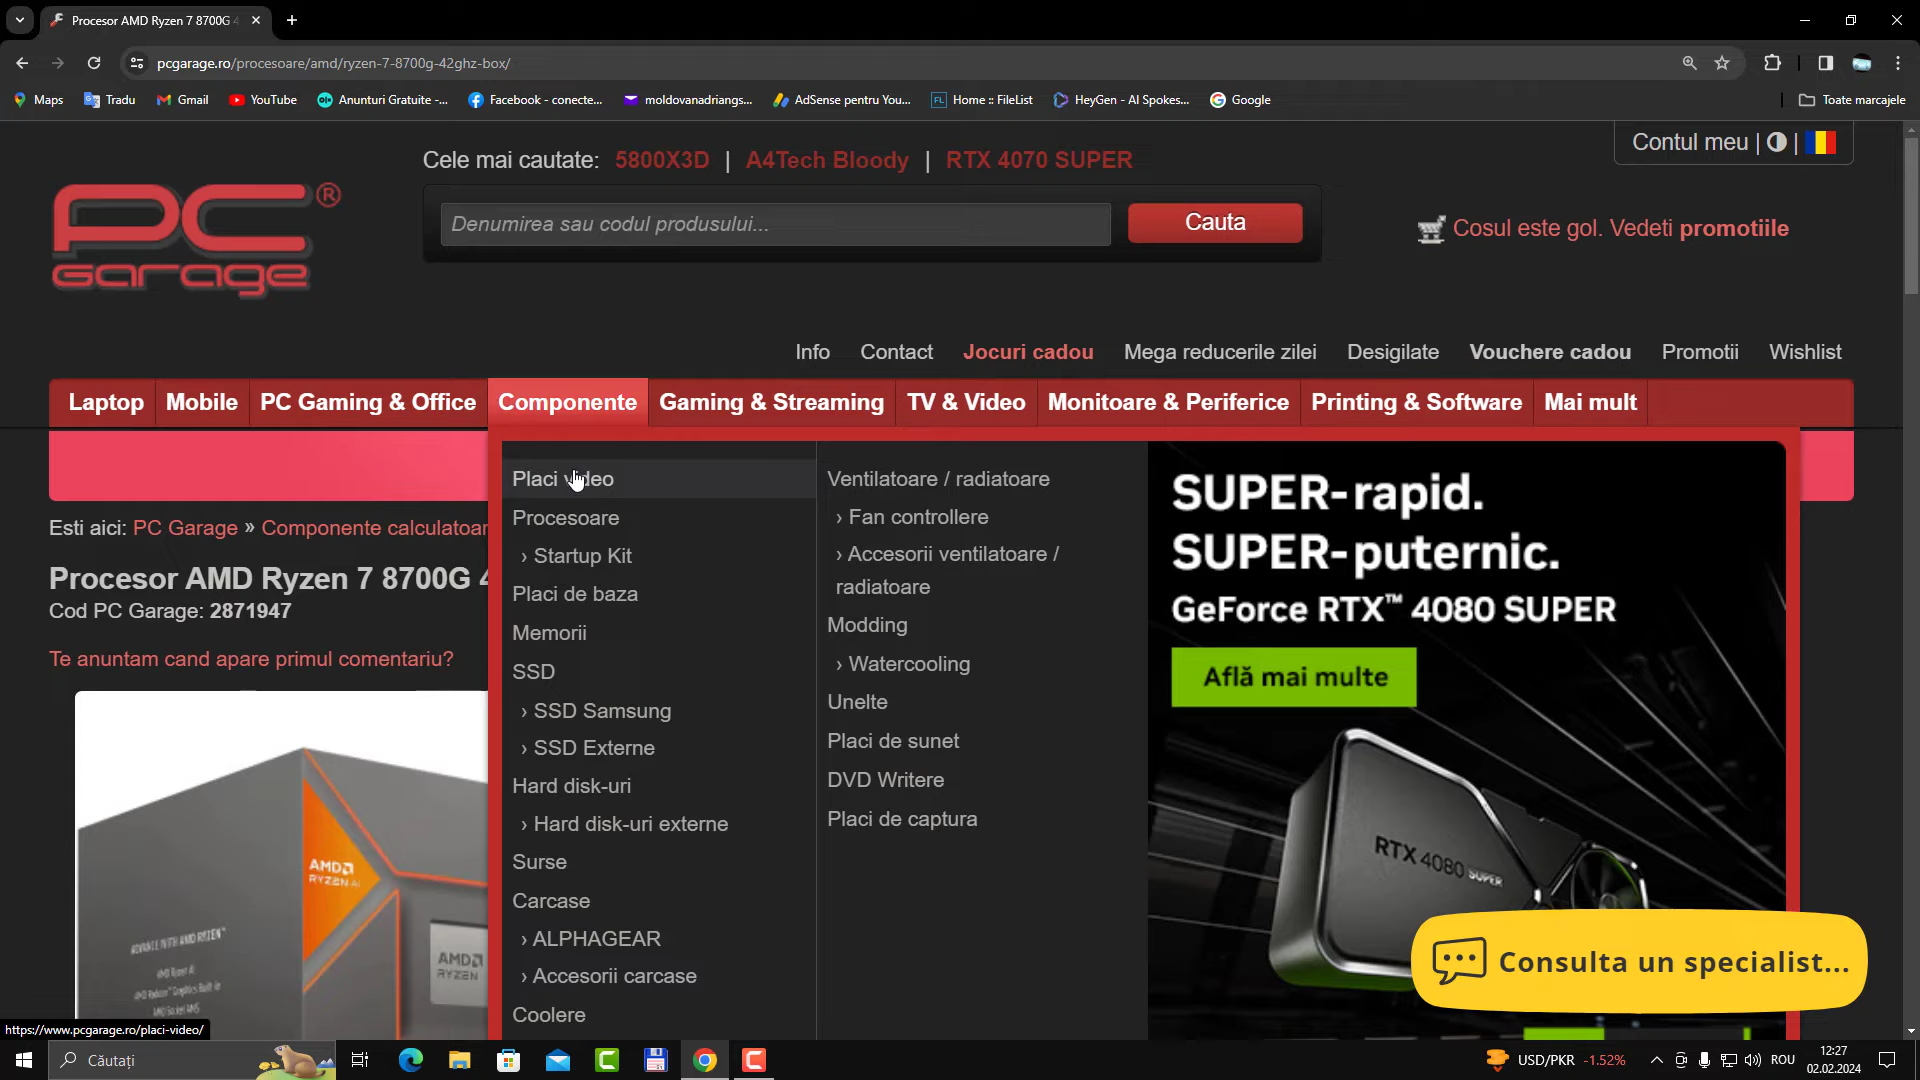 Procesor AMD Ryzen 7 8700G 4
pcgarage.ro/procesoare/amd/ryzen-7-8700g-42ghz-box/
Maps
Tradu
Gmail
YouTube
Anunturi Gratuite -...
Facebook - conecte...
moldovanadriangs...
AdSense pentru You...
FL Home :: FileList
HeyGen - AI Spokes...
Google
Toate marcajele
Cele mai cautate: 5800X3D | A4Tech Bloody | RTX 4070 SUPER
Contul meu | |
PC Garage ®
Denumirea sau codul produsului...
Cauta
Cosul este gol. Vedeti promotiile
Info Contact Jocuri cadou Mega reducerile zilei Desigilate Vouchere cadou Promotii Wishlist
Laptop Mobile PC Gaming & Office Componente Gaming & Streaming TV & Video Monitoare & Periferice Printing & Software Mai mult
Esti aici: PC Garage » Componente calculatoar
Procesor AMD Ryzen 7 8700G 4
Cod PC Garage: 2871947
Te anuntam cand apare primul comentariu?
AMD
RYZEN AI
ADVANCE WITH AMD RYZEN™
AMD
RYZEN
Placi video
Procesoare
› Startup Kit
Placi de baza
Memorii
SSD
› SSD Samsung
› SSD Externe
Hard disk-uri
› Hard disk-uri externe
Surse
Carcase
› ALPHAGEAR
› Accesorii carcase
Coolere
Ventilatoare / radiatoare
› Fan controllere
› Accesorii ventilatoare /
radiatoare
Modding
› Watercooling
Unelte
Placi de sunet
DVD Writere
Placi de captura
SUPER-rapid.
SUPER-puternic.
GeForce RTX™ 4080 SUPER
Află mai multe
RTX 4080 SUPER
Consulta un specialist...
https://www.pcgarage.ro/placi-video/
Căutați
USD/PKR -1.52%
ROU
12:27
02.02.2024